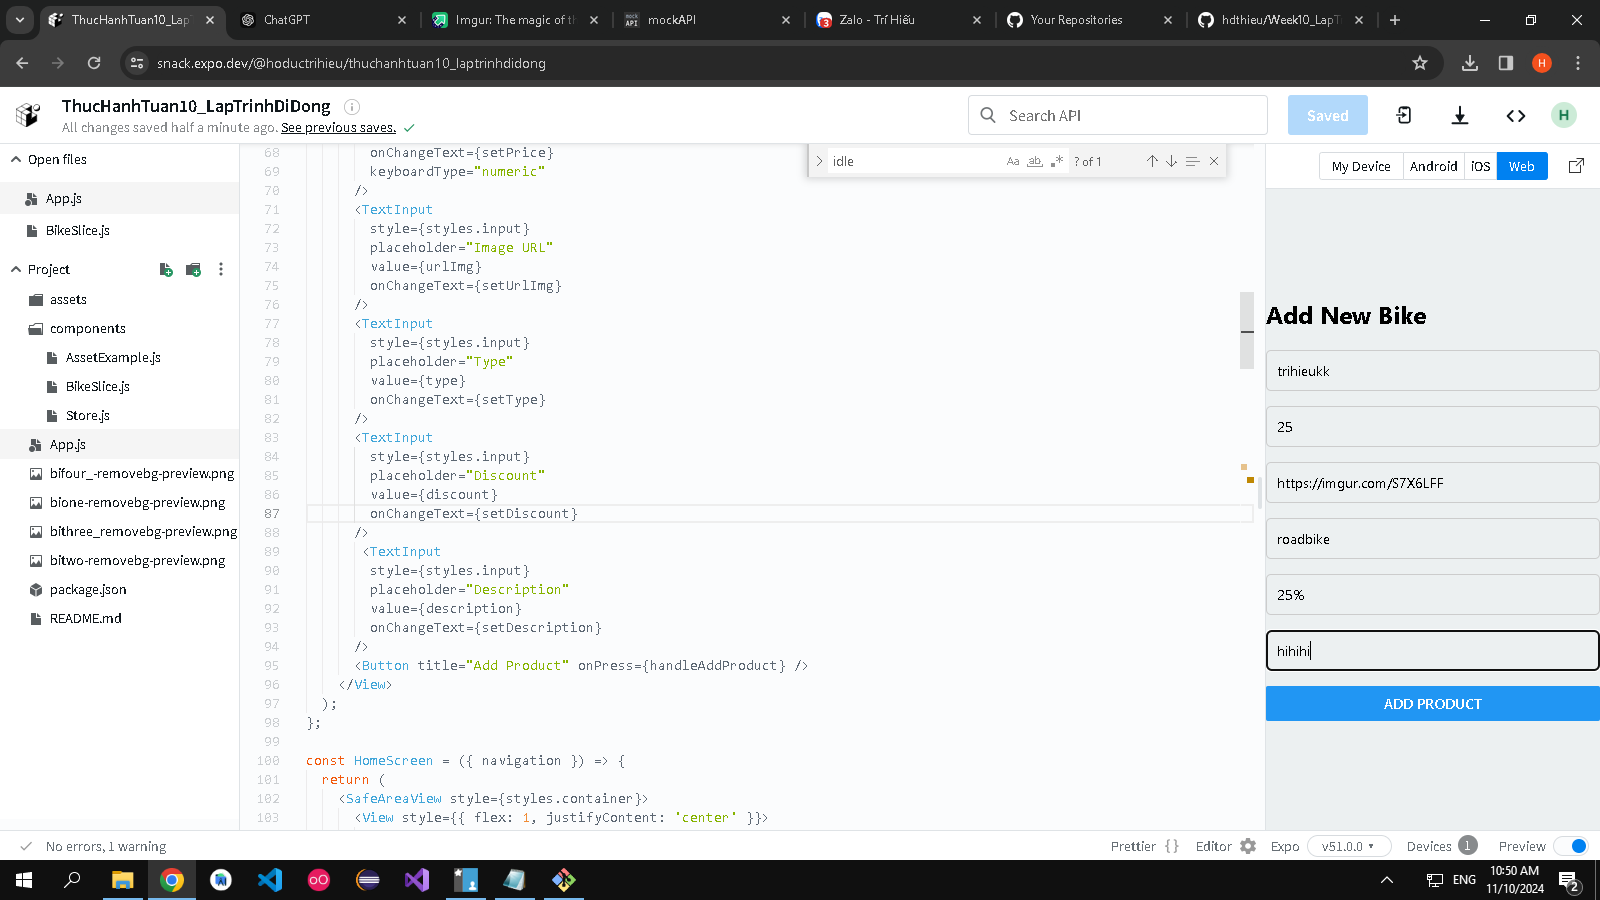 ThucHanhTuan10_LapT
ChatGPT
Imgur: The magic of th
mockAPI
Zalo - Trí Hiếu
Your Repositories
hdthieu/Week10_LapT
snack.expo.dev/@hoductrihieu/thuchanhtuan10_laptrinhdidong
H
ThucHanhTuan10_LapTrinhDiDong
All changes saved half a minute ago. See previous saves.
Search API
Saved
H
Open files
App.js
BikeSlice.js
Project
assets
components
AssetExample.js
BikeSlice.js
Store.js
App.js
bifour_-removebg-preview.png
bione-removebg-preview.png
bithree_removebg-preview.png
bitwo-removebg-preview.png
package.json
README.md
idle
Aa ab .*
? of 1
68 onChangeText={setPrice}
69 keyboardType="numeric"
70 />
71 <TextInput
72 style={styles.input}
73 placeholder="Image URL"
74 value={urlImg}
75 onChangeText={setUrlImg}
76 />
77 <TextInput
78 style={styles.input}
79 placeholder="Type"
80 value={type}
81 onChangeText={setType}
82 />
83 <TextInput
84 style={styles.input}
85 placeholder="Discount"
86 value={discount}
87 onChangeText={setDiscount}
88 />
89 <TextInput
90 style={styles.input}
91 placeholder="Description"
92 value={description}
93 onChangeText={setDescription}
94 />
95 <Button title="Add Product" onPress={handleAddProduct} />
96 </View>
97 );
98 };
99
100 const HomeScreen = ({ navigation }) => {
101 return (
102 <SafeAreaView style={styles.container}>
103 <View style={{ flex: 1, justifyContent: 'center' }}>
My Device Android iOS Web
Add New Bike
trihieukk
25
https://imgur.com/S7X6LFF
roadbike
25%
hihihi
ADD PRODUCT
No errors, 1 warning
Prettier {} Editor Expo v51.0.0 Devices 1 Preview
ENG
10:50 AM
11/10/2024
2